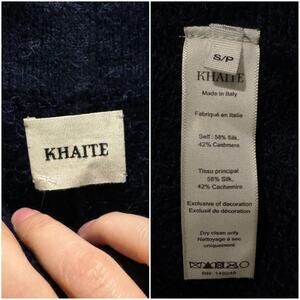 KHAITE
S/P
KHAITE
Made in Italy
Fabriqué en Italie
Self : 58% Silk,
42% Cashmere
Tissu principal
58% Silk,
42% Cachemire
Exclusive of decoration
Exclusif de décoration
Dry clean only
Nettoyage à sec
uniquement